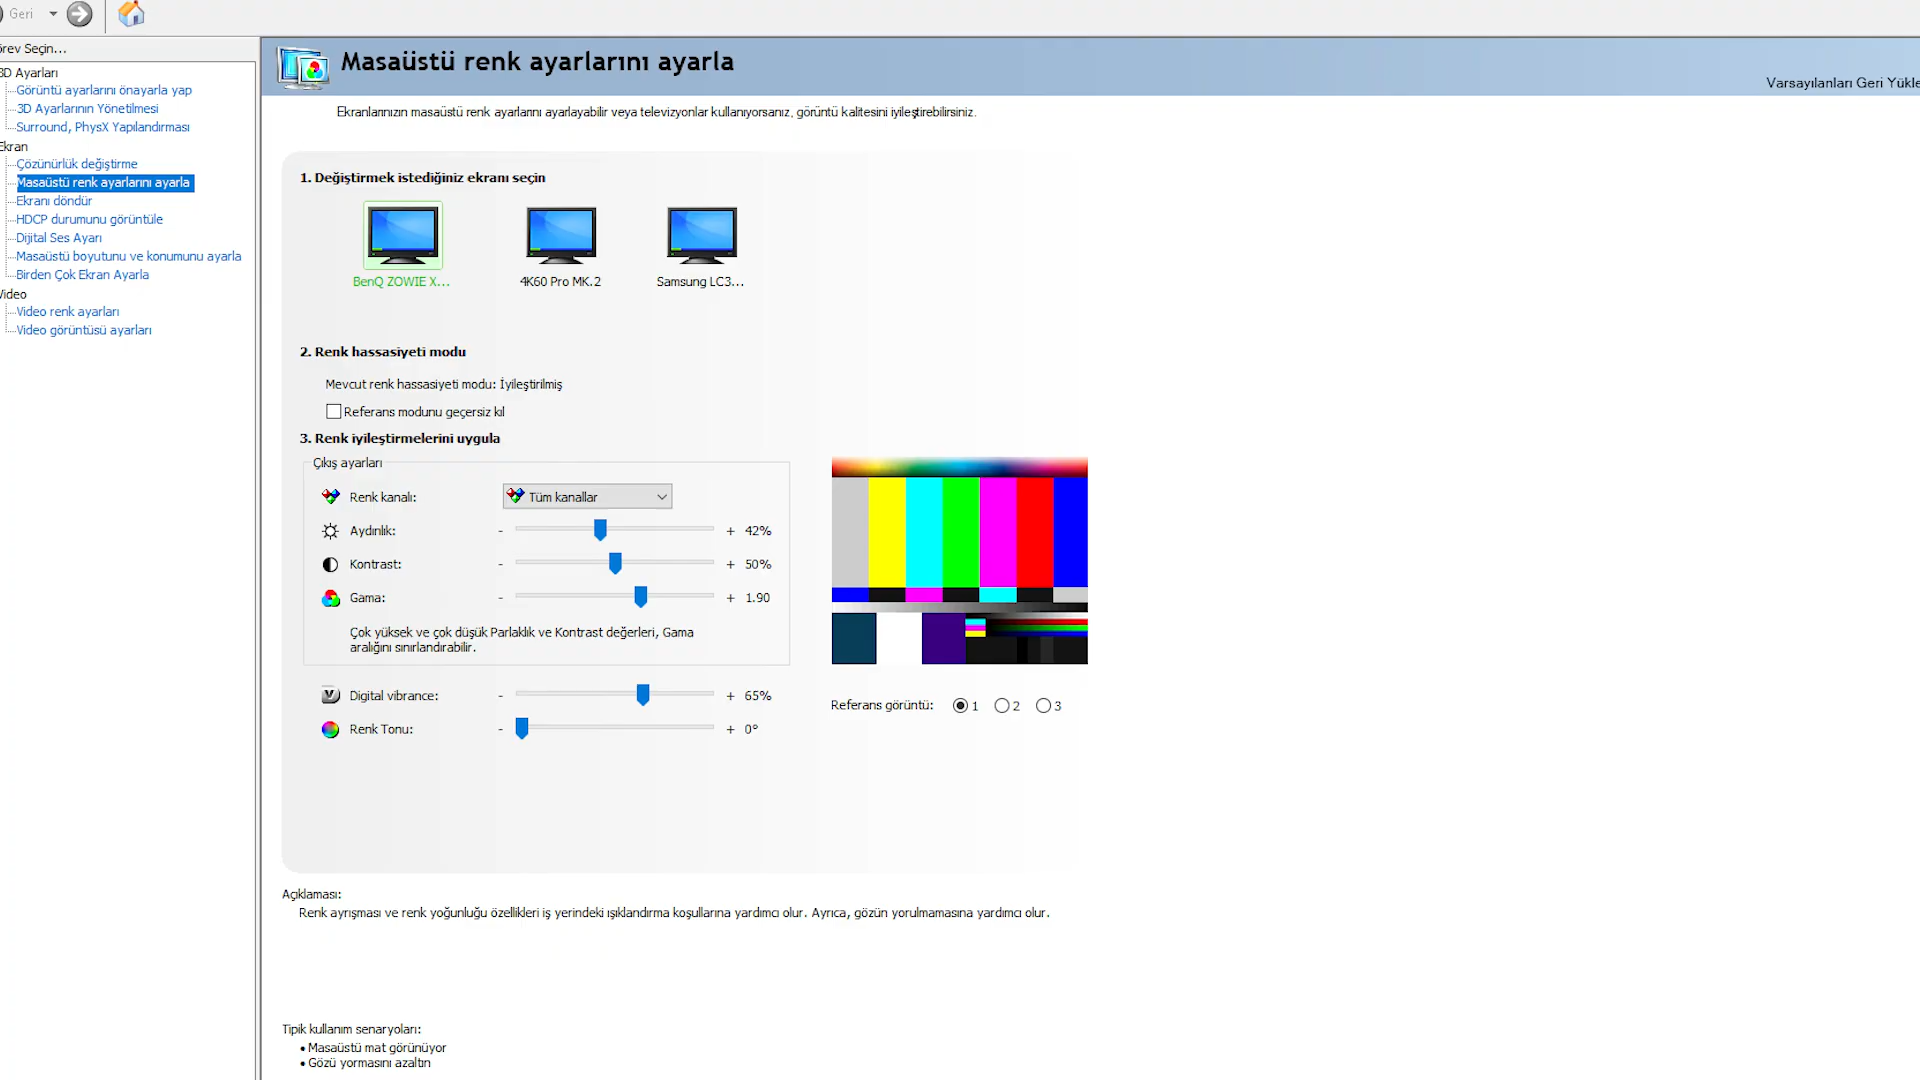 Geri
örev Seçin...
3D Ayarları
Görüntü ayarlarını önayarla yap
3D Ayarlarının Yönetilmesi
Surround, PhysX Yapılandırması
Ekran
Çözünürlük değiştirme
Masaüstü renk ayarlarını ayarla
Ekranı döndür
HDCP durumunu görüntüle
Dijital Ses Ayarı
Masaüstü boyutunu ve konumunu ayarla
Birden Çok Ekran Ayarla
Video
Video renk ayarları
Video görüntüsü ayarları
Masaüstü renk ayarlarını ayarla
Varsayılanları Geri Yükle
Ekranlarınızın masaüstü renk ayarlarını ayarlayabilir veya televizyonlar kullanıyorsanız, görüntü kalitesini iyileştirebilirsiniz.
1. Değiştirmek istediğiniz ekranı seçin
BenQ ZOWIE X... 4K60 Pro MK.2 Samsung LC3...
2. Renk hassasiyeti modu
Mevcut renk hassasiyeti modu: İyileştirilmiş
Referans modunu geçersiz kıl
3. Renk iyileştirmelerini uygula
Çıkış ayarları
Renk kanalı: Tüm kanallar
Aydınlık: - + 42%
Kontrast: - + 50%
Gama: - + 1.90
Çok yüksek ve çok düşük Parlaklık ve Kontrast değerleri, Gama
aralığını sınırlandırabilir.
Digital vibrance: - + 65%
Renk Tonu: - + 0°
Referans görüntü: 1 2 3
Açıklaması:
Renk ayrışması ve renk yoğunluğu özellikleri iş yerindeki ışıklandırma koşullarına yardımcı olur. Ayrıca, gözün yorulmamasına yardımcı olur.
Tipik kullanım senaryoları:
• Masaüstü mat görünüyor
• Gözü yormasını azaltın